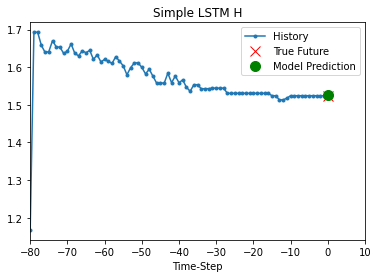 Simple LSTM H
1.7
1.6
1.5
1.4
1.3
1.2
History
True Future
Model Prediction
−80 −70 −60 −50 −40 −30 −20 −10 0 10
Time-Step